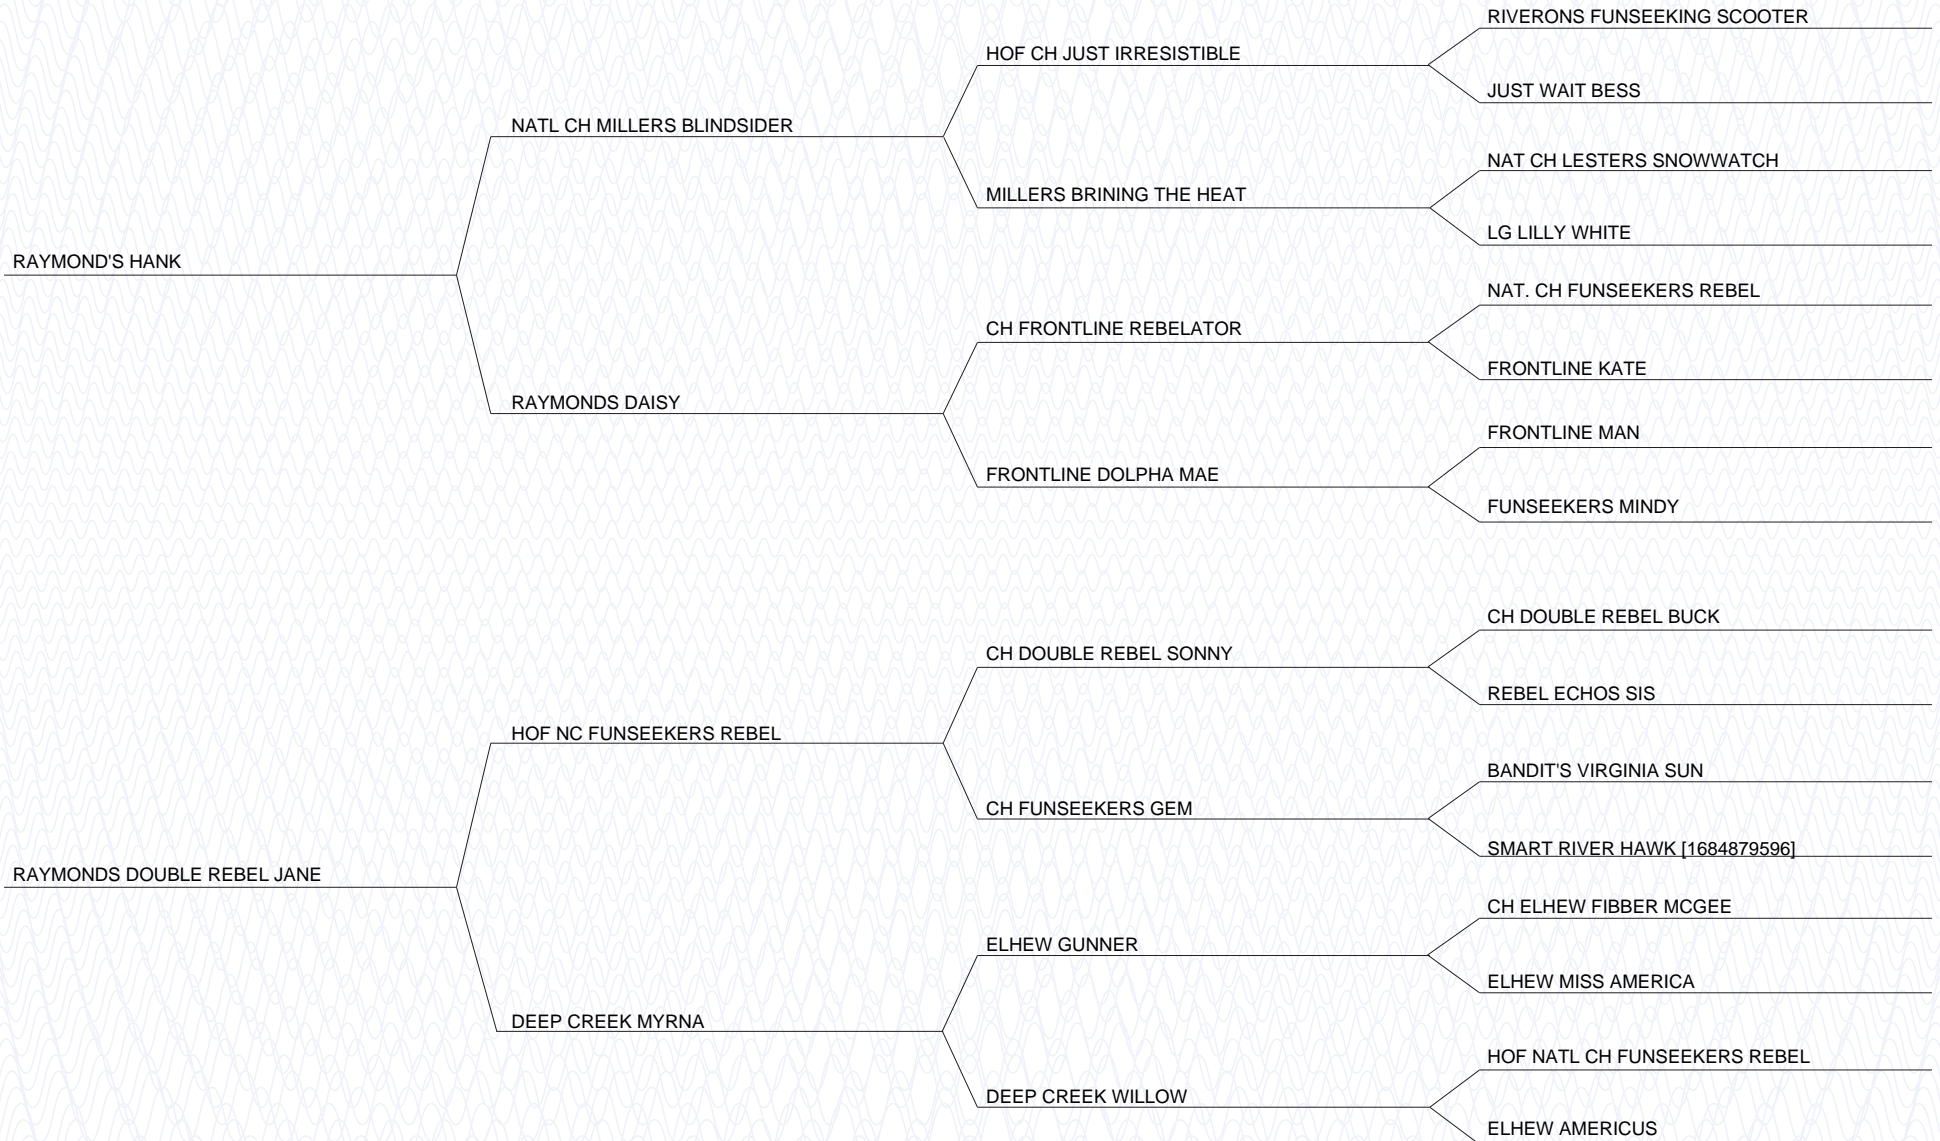 RIVERONS FUNSEEKING SCOOTER
HOF CH JUST IRRESISTIBLE
JUST WAIT BESS
NATL CH MILLERS BLINDSIDER
NAT CH LESTERS SNOWWATCH
MILLERS BRINING THE HEAT
LG LILLY WHITE
RAYMOND'S HANK
NAT. CH FUNSEEKERS REBEL
CH FRONTLINE REBELATOR
FRONTLINE KATE
RAYMONDS DAISY
FRONTLINE MAN
FRONTLINE DOLPHA MAE
FUNSEEKERS MINDY
CH DOUBLE REBEL BUCK
CH DOUBLE REBEL SONNY
REBEL ECHOS SIS
HOF NC FUNSEEKERS REBEL
BANDIT'S VIRGINIA SUN
CH FUNSEEKERS GEM
SMART RIVER HAWK [1684879596]
RAYMONDS DOUBLE REBEL JANE
CH ELHEW FIBBER MCGEE
ELHEW GUNNER
ELHEW MISS AMERICA
DEEP CREEK MYRNA
HOF NATL CH FUNSEEKERS REBEL
DEEP CREEK WILLOW
ELHEW AMERICUS